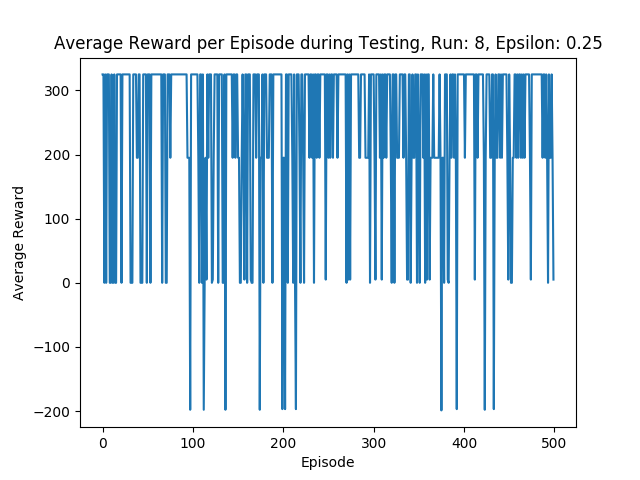 Average Reward per Episode during Testing, Run: 8, Epsilon: 0.25
300
200
100
0
−100
−200
Average Reward
0 100 200 300 400 500
Episode